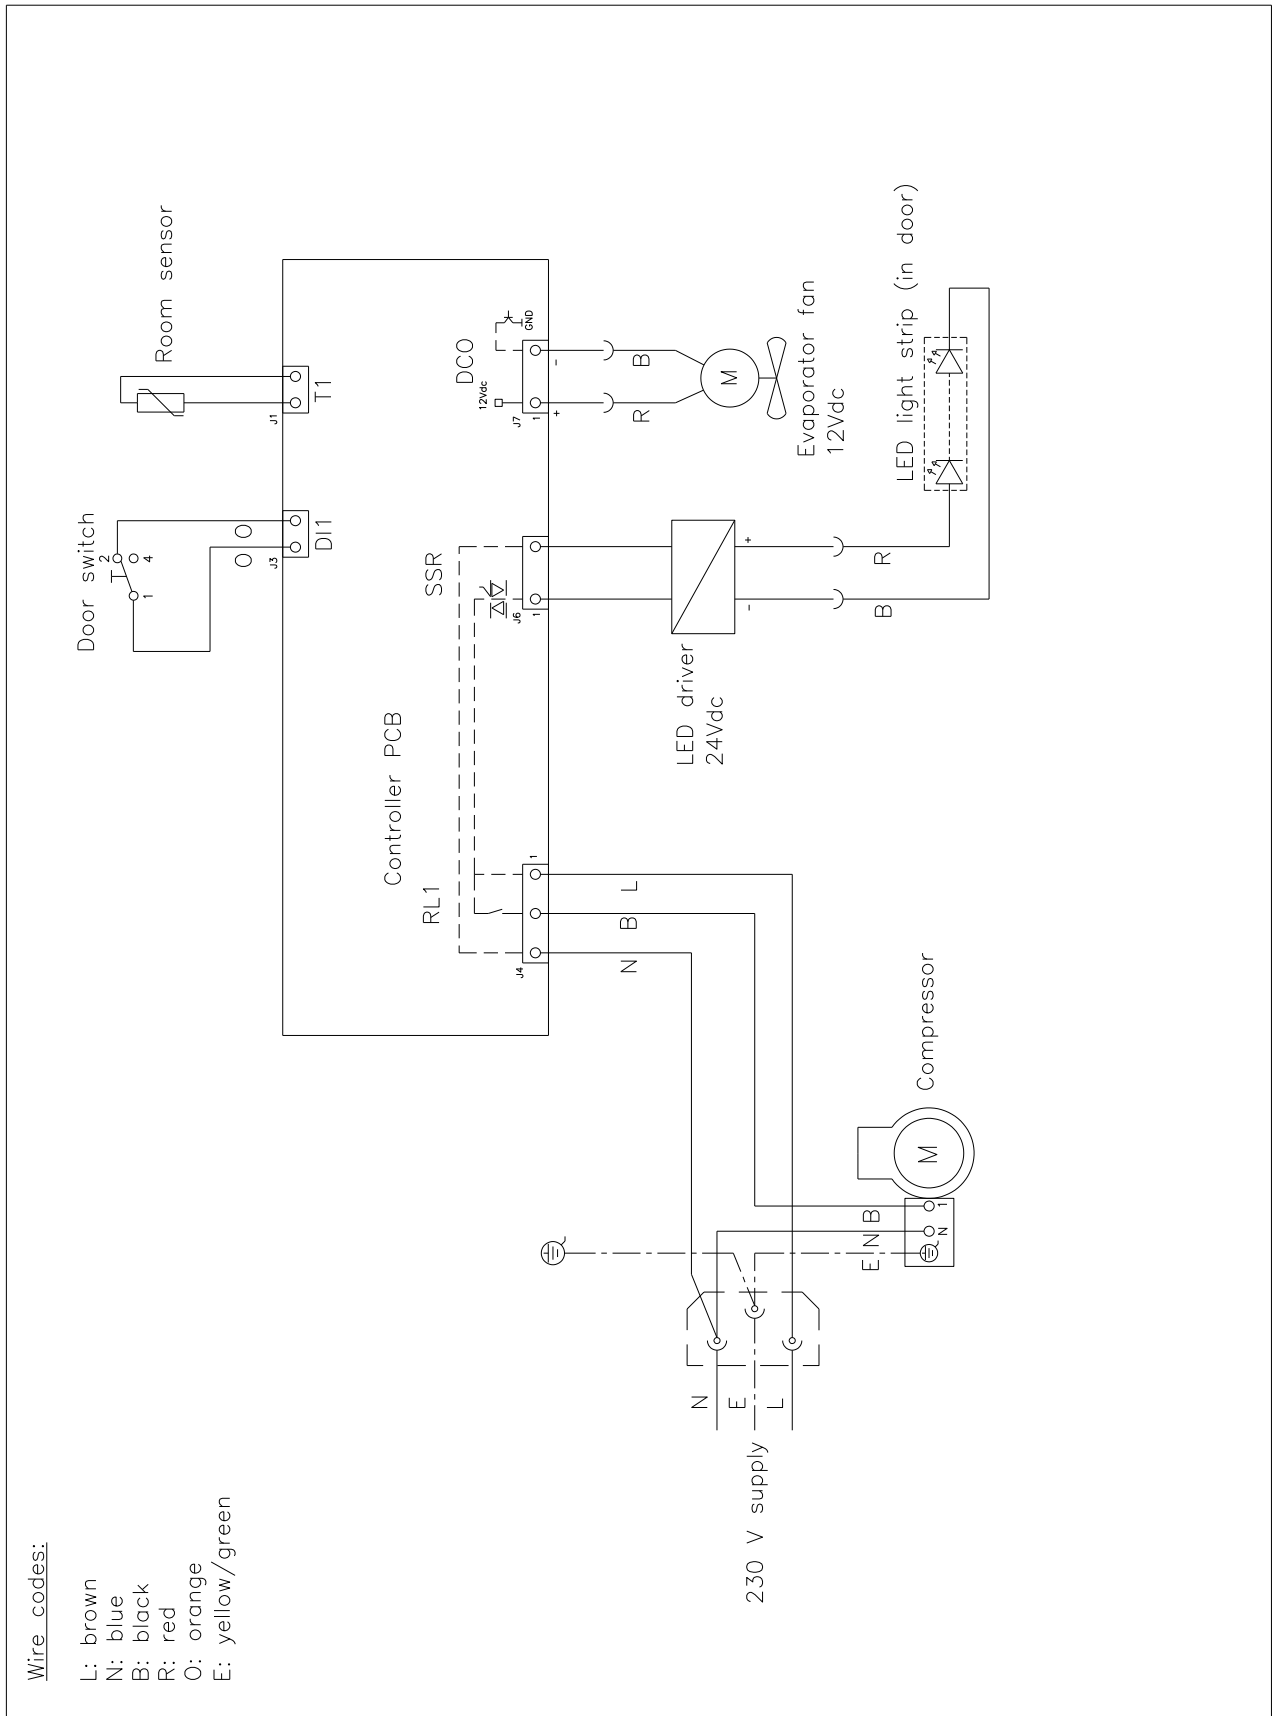 Wire codes:
L: brown
N: blue
B: black
R: red
O: orange
E: yellow/green
230 V supply
N
E
L
E
N
B
N
1
M
Compressor
Controller PCB
RL1
J4
1
N
B
L
SSR
J6
1
LED driver
24Vdc
-
+
B
R
LED light strip (in door)
Door switch
1
2
4
O O
J3
DI1
Room sensor
J1
T1
DCO
12Vdc
GND
J7
1
+
-
R
B
M
Evaporator fan
12Vdc